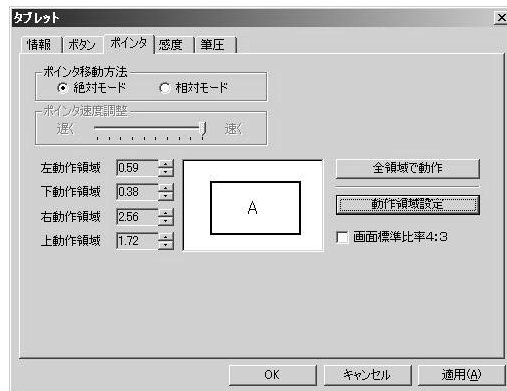 タブレット
情報 ボタン ポインタ 感度 筆圧
ポインタ移動方法
絶対モード 相対モード
ポインタ速度調整
遅く 速く
左動作領域 0.59
下動作領域 0.38
右動作領域 2.56
上動作領域 1.72
A
全領域で動作
動作領域設定
画面標準比率4:3
OK キャンセル 適用(A)